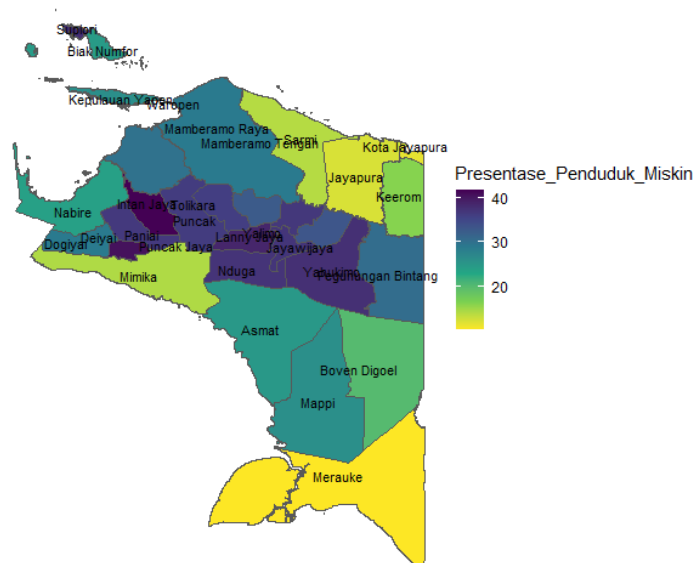 Supiori
Biak Numfor
Kepulauan Yapen
Waropen
Mamberamo Raya
Mamberamo Tengah
Sarmi
Kota Jayapura
Jayapura
Keerom
Presentase_Penduduk_Miskin
40
30
20
Nabire
Intan Jaya
Tolikara
Puncak
Dogiyai
Deiyai
Paniai
Puncak Jaya
Lanny Jaya
Yalimo
Jayawijaya
Mimika
Nduga
Yahukimo
Pegunungan Bintang
Asmat
Boven Digoel
Mappi
Merauke